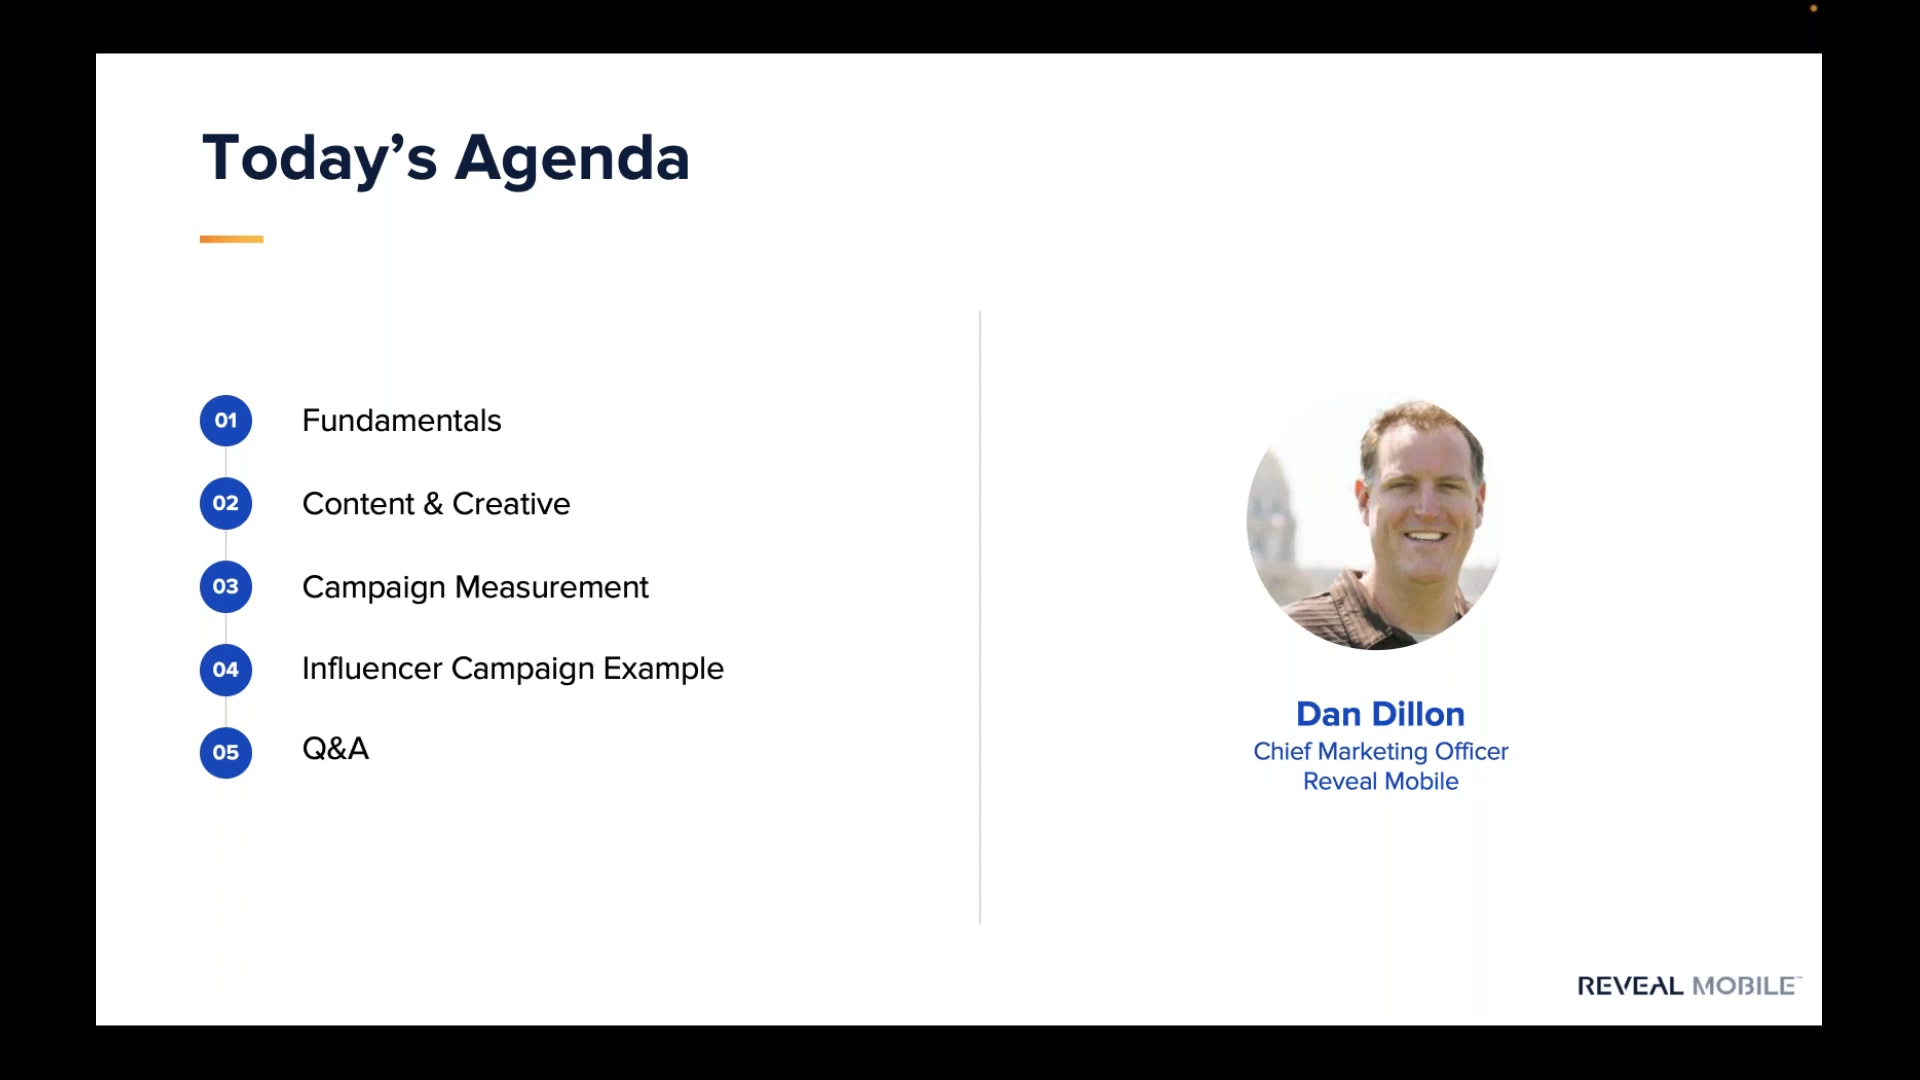 Today’s Agenda
01 Fundamentals
02 Content & Creative
03 Campaign Measurement
04 Influencer Campaign Example
05 Q&A
Dan Dillon
Chief Marketing Officer
Reveal Mobile
REVEAL MOBILE™